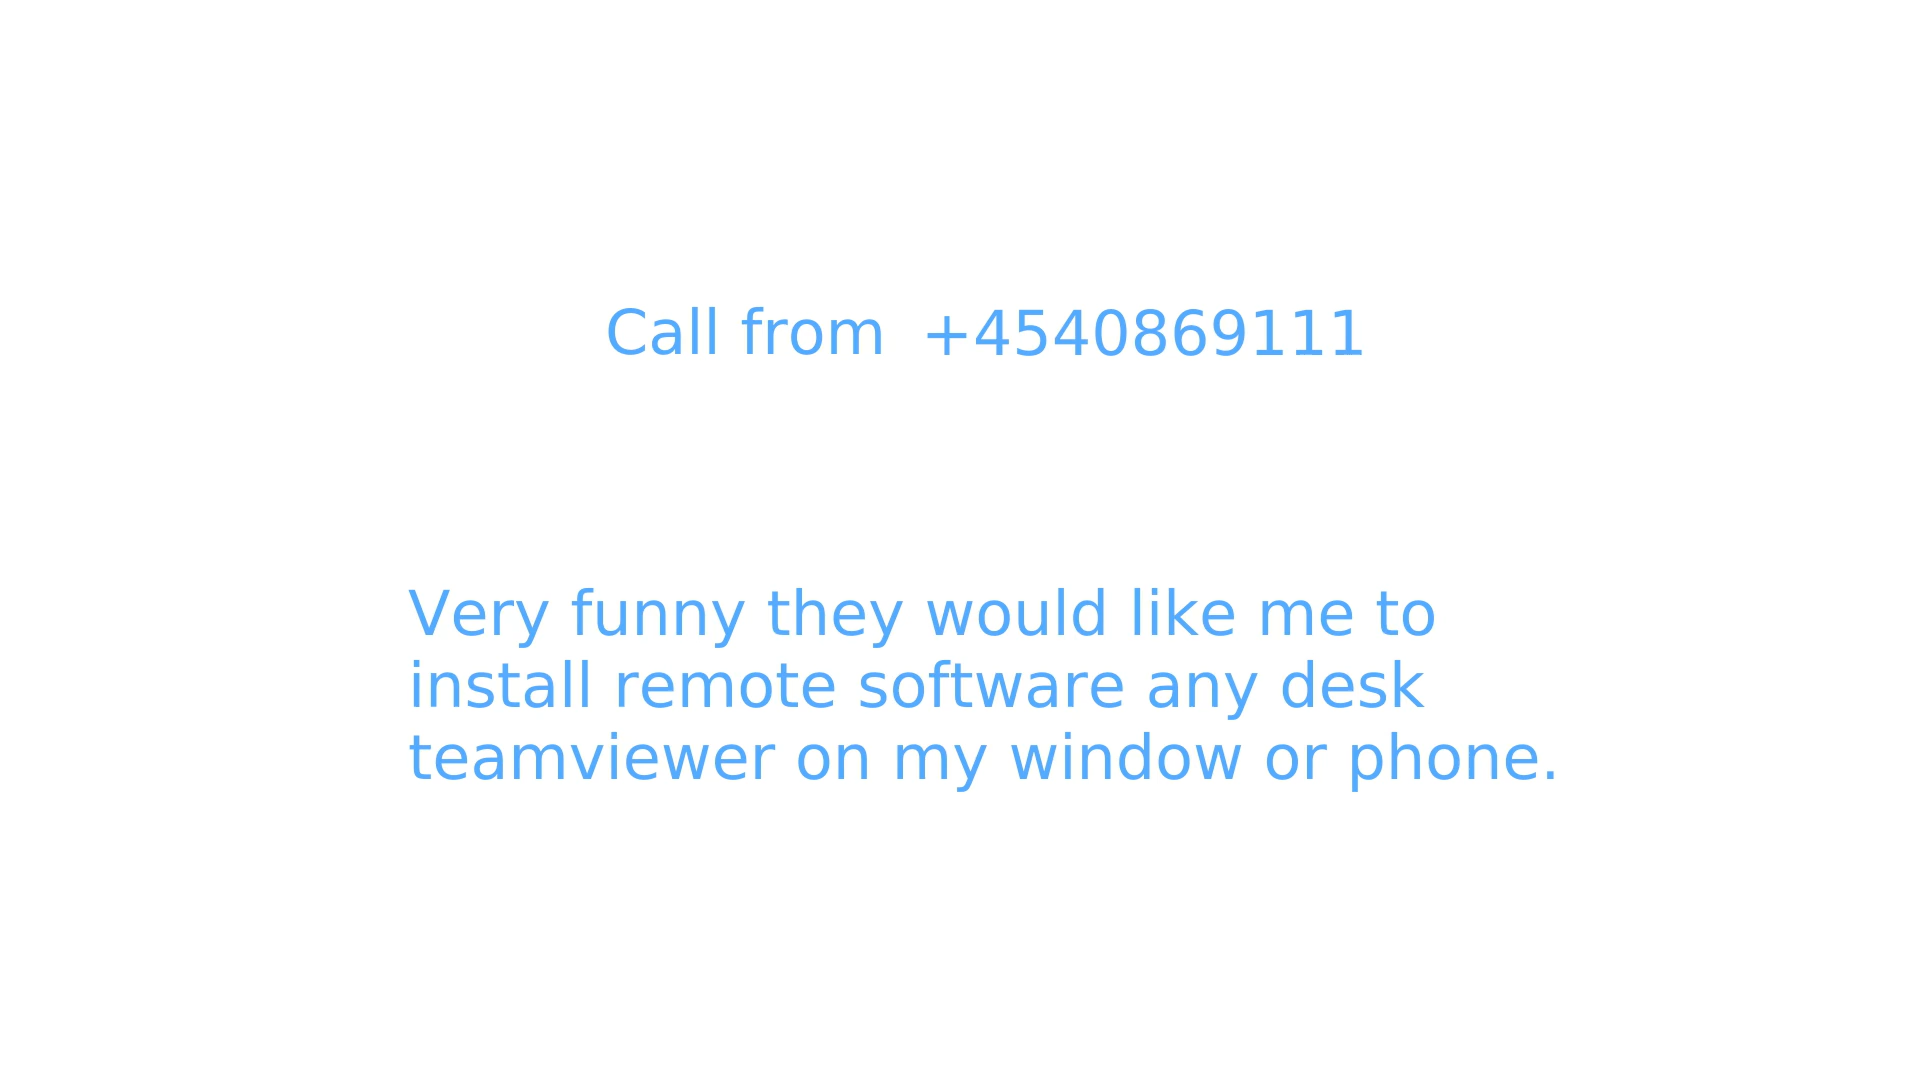 Call from  +4540869111
Very funny they would like me to
install remote software any desk
teamviewer on my window or phone.